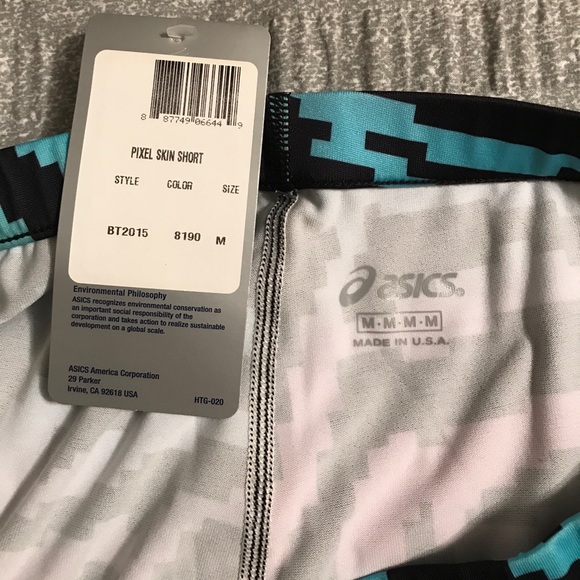 8 87749 06644 9
PIXEL SKIN SHORT
STYLE COLOR SIZE
BT2015 8190 M
Environmental Philosophy
ASICS recognizes environmental conservation as
an important social responsibility of the
corporation and takes action to realize sustainable
development on a global scale.
ASICS America Corporation
29 Parker
Irvine, CA 92618 USA
HTG-020
asics®
M·M·M·M
MADE IN U.S.A.